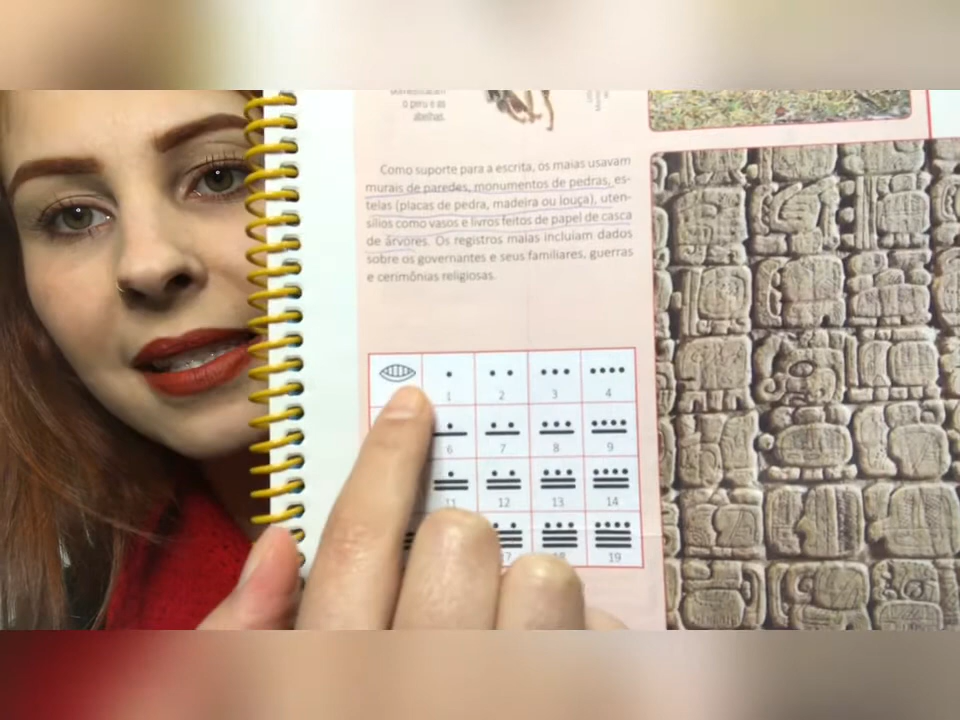 o peru e as
abelhas.
Como suporte para a escrita, os maias usavam
murais de paredes, monumentos de pedras, es-
telas (placas de pedra, madeira ou louça), uten-
sílios como vasos e livros feitos de papel de casca
de árvores. Os registros maias incluíam dados
sobre os governantes e seus familiares, guerras
e cerimônias religiosas.
1 2 3 4
6 7 8 9
11 12 13 14
19